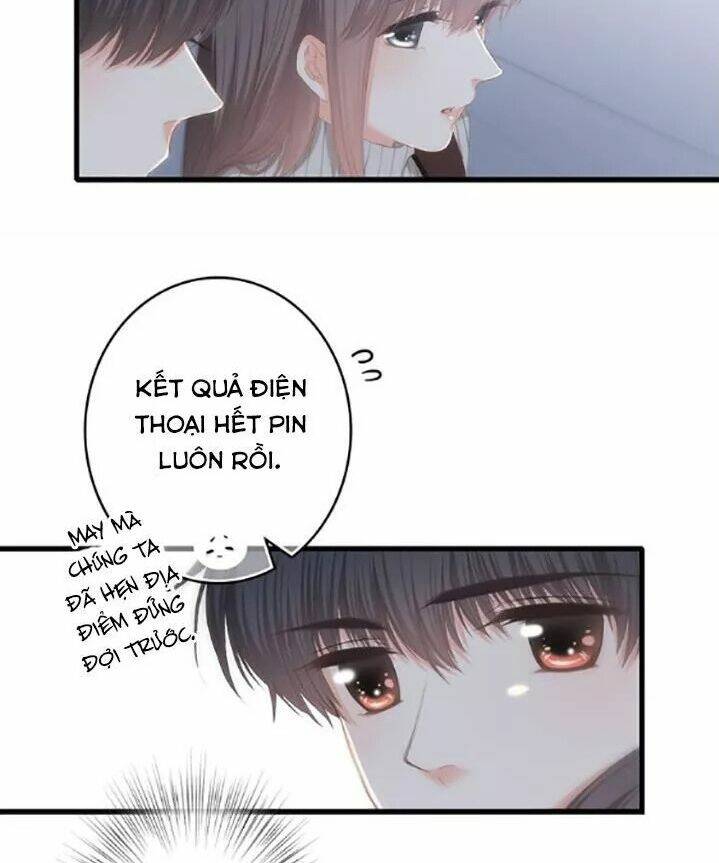 KẾT QUẢ ĐIỆN
THOẠI HẾT PIN
LUÔN RỒI.
MAY MÀ
CHÚNG TA
ĐÃ HẸN ĐỊA
ĐIỂM ĐỨNG
ĐỢI TRƯỚC.